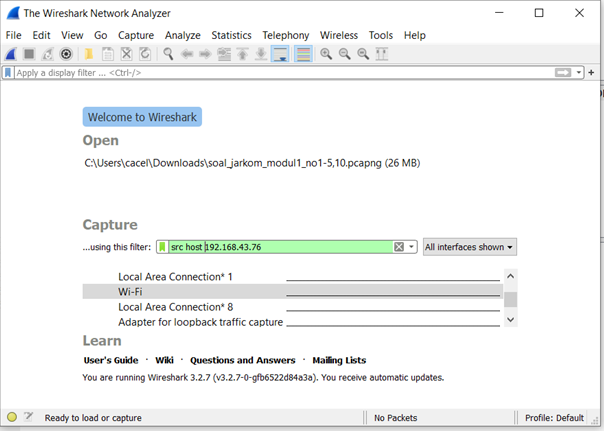 The Wireshark Network Analyzer
File Edit View Go Capture Analyze Statistics Telephony Wireless Tools Help
Apply a display filter ... <Ctrl-/>
Welcome to Wireshark
Open
C:\Users\cacel\Downloads\soal_jarkom_modul1_no1-5,10.pcapng (26 MB)
Capture
...using this filter: src host 192.168.43.76 All interfaces shown
Local Area Connection* 1
Wi-Fi
Local Area Connection* 8
Adapter for loopback traffic capture
Learn
User's Guide · Wiki · Questions and Answers · Mailing Lists
You are running Wireshark 3.2.7 (v3.2.7-0-gfb6522d84a3a). You receive automatic updates.
Ready to load or capture No Packets Profile: Default